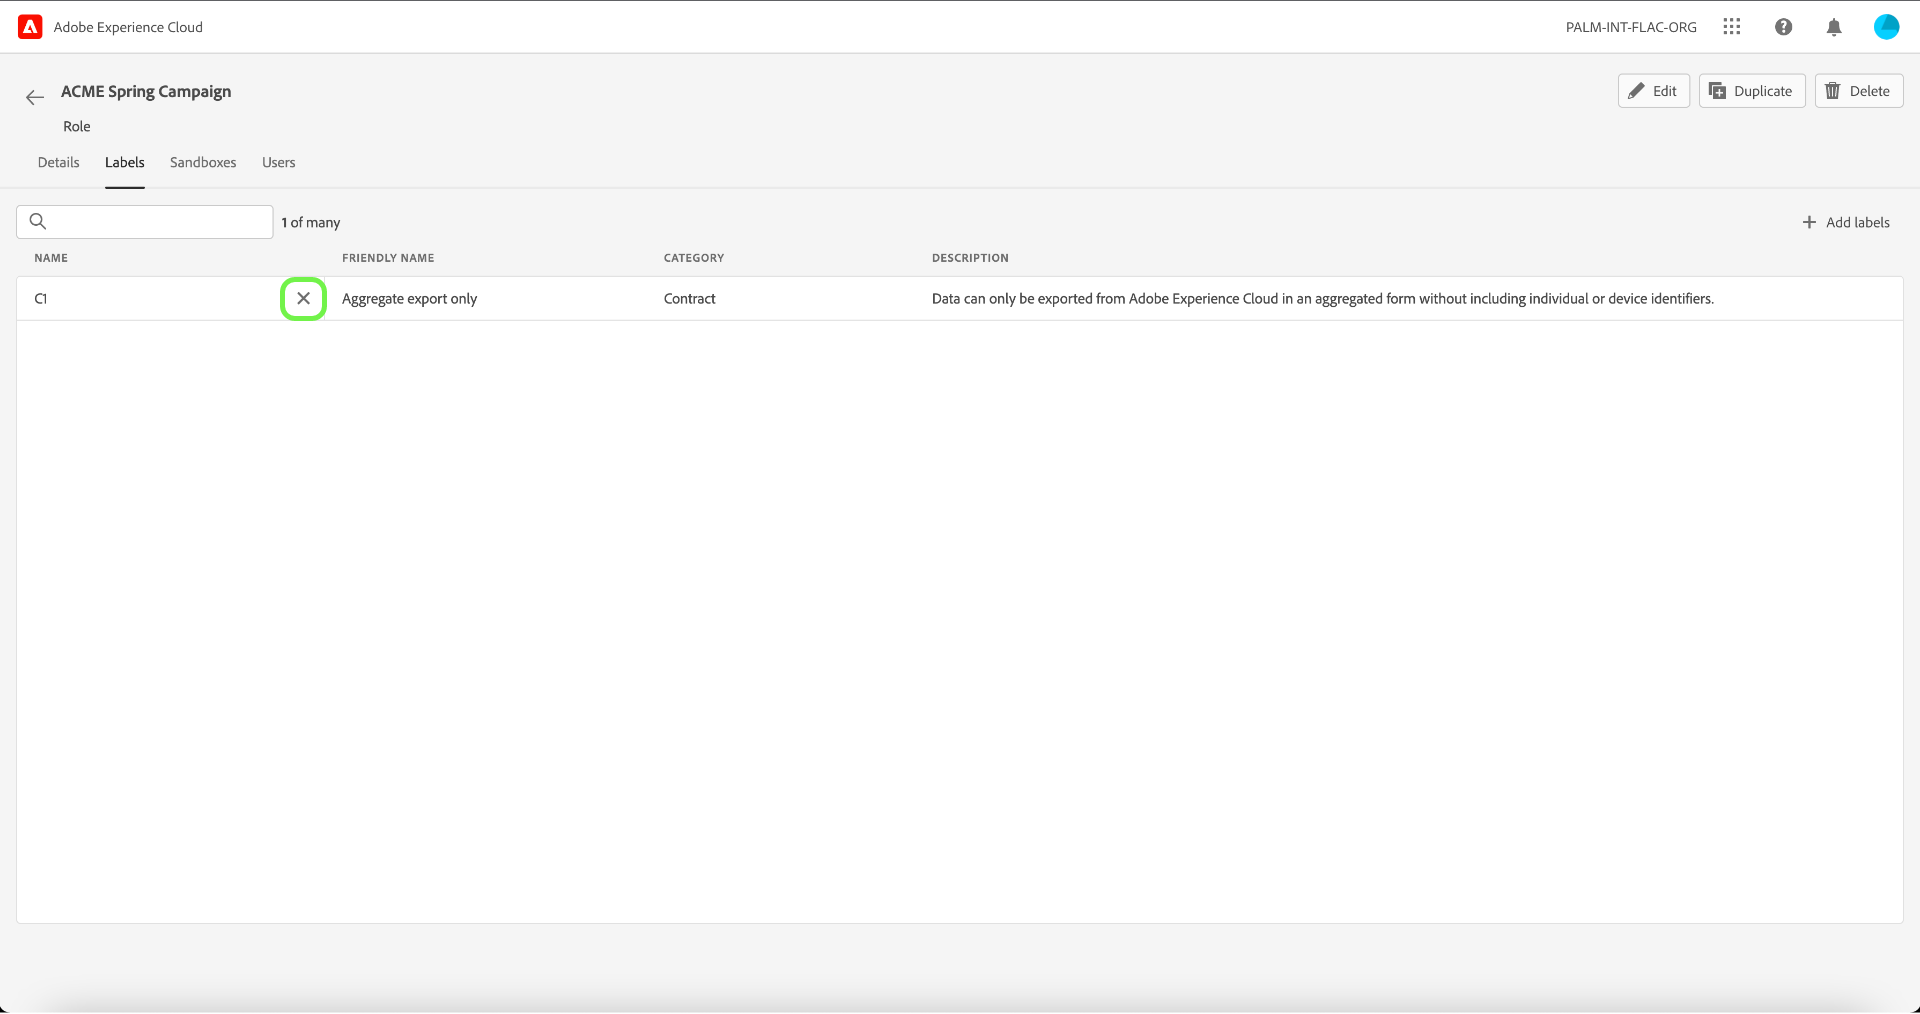 Adobe Experience Cloud
PALM-INT-FLAC-ORG
ACME Spring Campaign
Edit
Duplicate
Delete
Role
Details
Labels
Sandboxes
Users
1 of many
Add labels
NAME
FRIENDLY NAME
CATEGORY
DESCRIPTION
C1
Aggregate export only
Contract
Data can only be exported from Adobe Experience Cloud in an aggregated form without including individual or device identifiers.